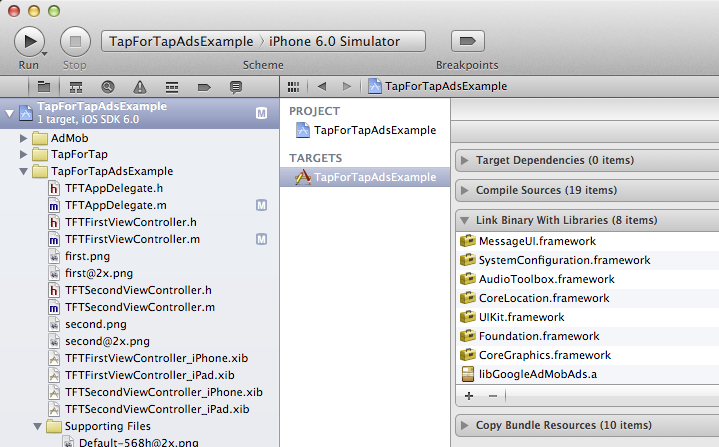 TapForTapAdsExample 〉iPhone 6.0 Simulator
Run
Stop
Scheme
Breakpoints
TapForTapAdsExample
1 target, iOS SDK 6.0
M
AdMob
TapForTap
TapForTapAdsExample
TFTAppDelegate.h
TFTAppDelegate.m
M
TFTFirstViewController.h
TFTFirstViewController.m
M
first.png
first@2x.png
TFTSecondViewController.h
TFTSecondViewController.m
second.png
second@2x.png
TFTFirstViewController_iPhone.xib
TFTFirstViewController_iPad.xib
TFTSecondViewController_iPhone.xib
TFTSecondViewController_iPad.xib
Supporting Files
Default-568h@2x.png
TapForTapAdsExample
PROJECT
TapForTapAdsExample
TARGETS
TapForTapAdsExample
Target Dependencies (0 items)
Compile Sources (19 items)
Link Binary With Libraries (8 items)
MessageUI.framework
SystemConfiguration.framework
AudioToolbox.framework
CoreLocation.framework
UIKit.framework
Foundation.framework
CoreGraphics.framework
libGoogleAdMobAds.a
Copy Bundle Resources (10 items)